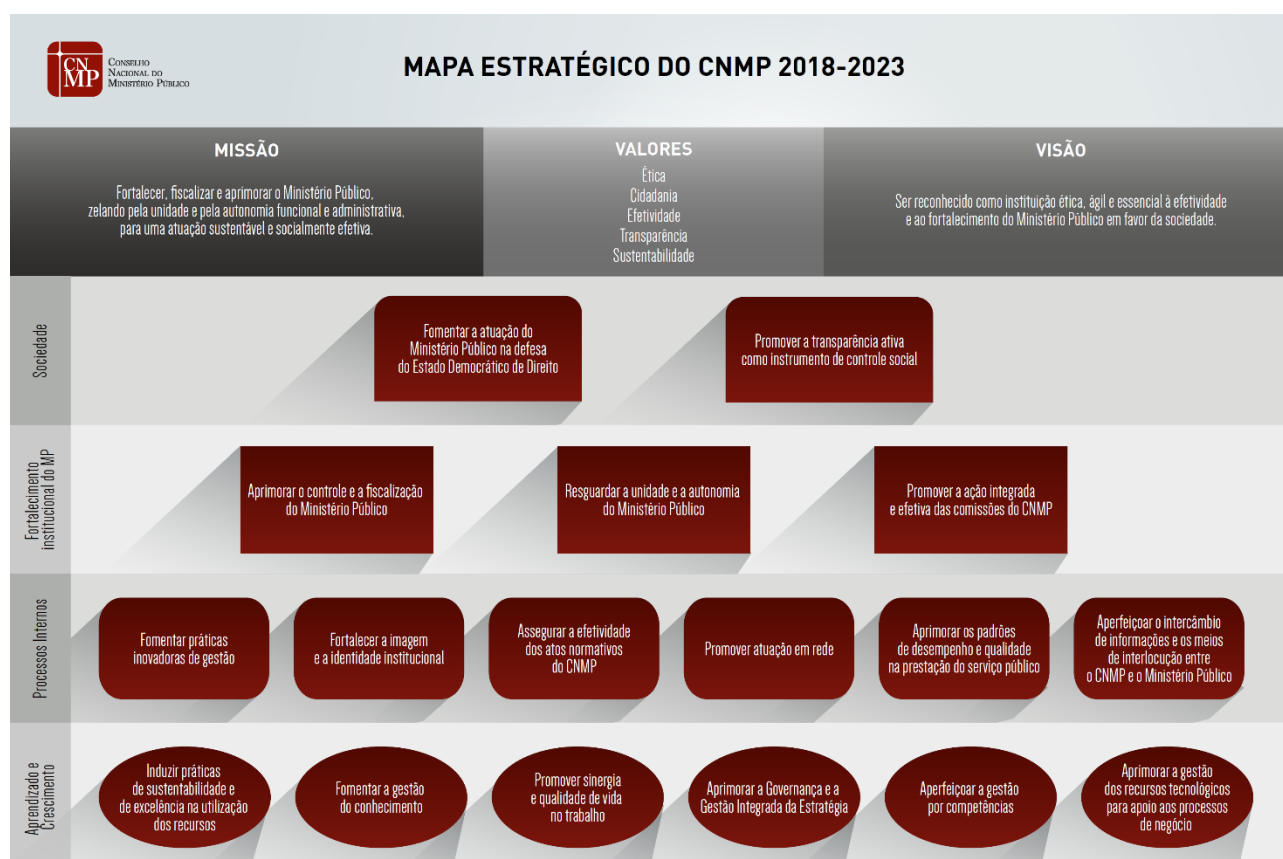 CN
MP
CONSELHO
NACIONAL DO
MINISTÉRIO PÚBLICO
MAPA ESTRATÉGICO DO CNMP 2018-2023
MISSÃO
Fortalecer, fiscalizar e aprimorar o Ministério Público,
zelando pela unidade e pela autonomia funcional e administrativa,
para uma atuação sustentável e socialmente efetiva.
VALORES
Ética
Cidadania
Efetividade
Transparência
Sustentabilidade
VISÃO
Ser reconhecido como instituição ética, ágil e essencial à efetividade
e ao fortalecimento do Ministério Público em favor da sociedade.
Sociedade
Fomentar a atuação do
Ministério Público na defesa
do Estado Democrático de Direito
Promover a transparência ativa
como instrumento de controle social
Fortalecimento
institucional do MP
Aprimorar o controle e a fiscalização
do Ministério Público
Resguardar a unidade e a autonomia
do Ministério Público
Promover a ação integrada
e efetiva das comissões do CNMP
Processos Internos
Fomentar práticas
inovadoras de gestão
Fortalecer a imagem
e a identidade institucional
Assegurar a efetividade
dos atos normativos
do CNMP
Promover atuação em rede
Aprimorar os padrões
de desempenho e qualidade
na prestação do serviço público
Aperfeiçoar o intercâmbio
de informações e os meios
de interlocução entre
o CNMP e o Ministério Público
Aprendizado e
Crescimento
Induzir práticas
de sustentabilidade e
de excelência na utilização
dos recursos
Fomentar a gestão
do conhecimento
Promover sinergia
e qualidade de vida
no trabalho
Aprimorar a Governança e a
Gestão Integrada da Estratégia
Aperfeiçoar a gestão
por competências
Aprimorar a gestão
dos recursos tecnológicos
para apoio aos processos
de negócio